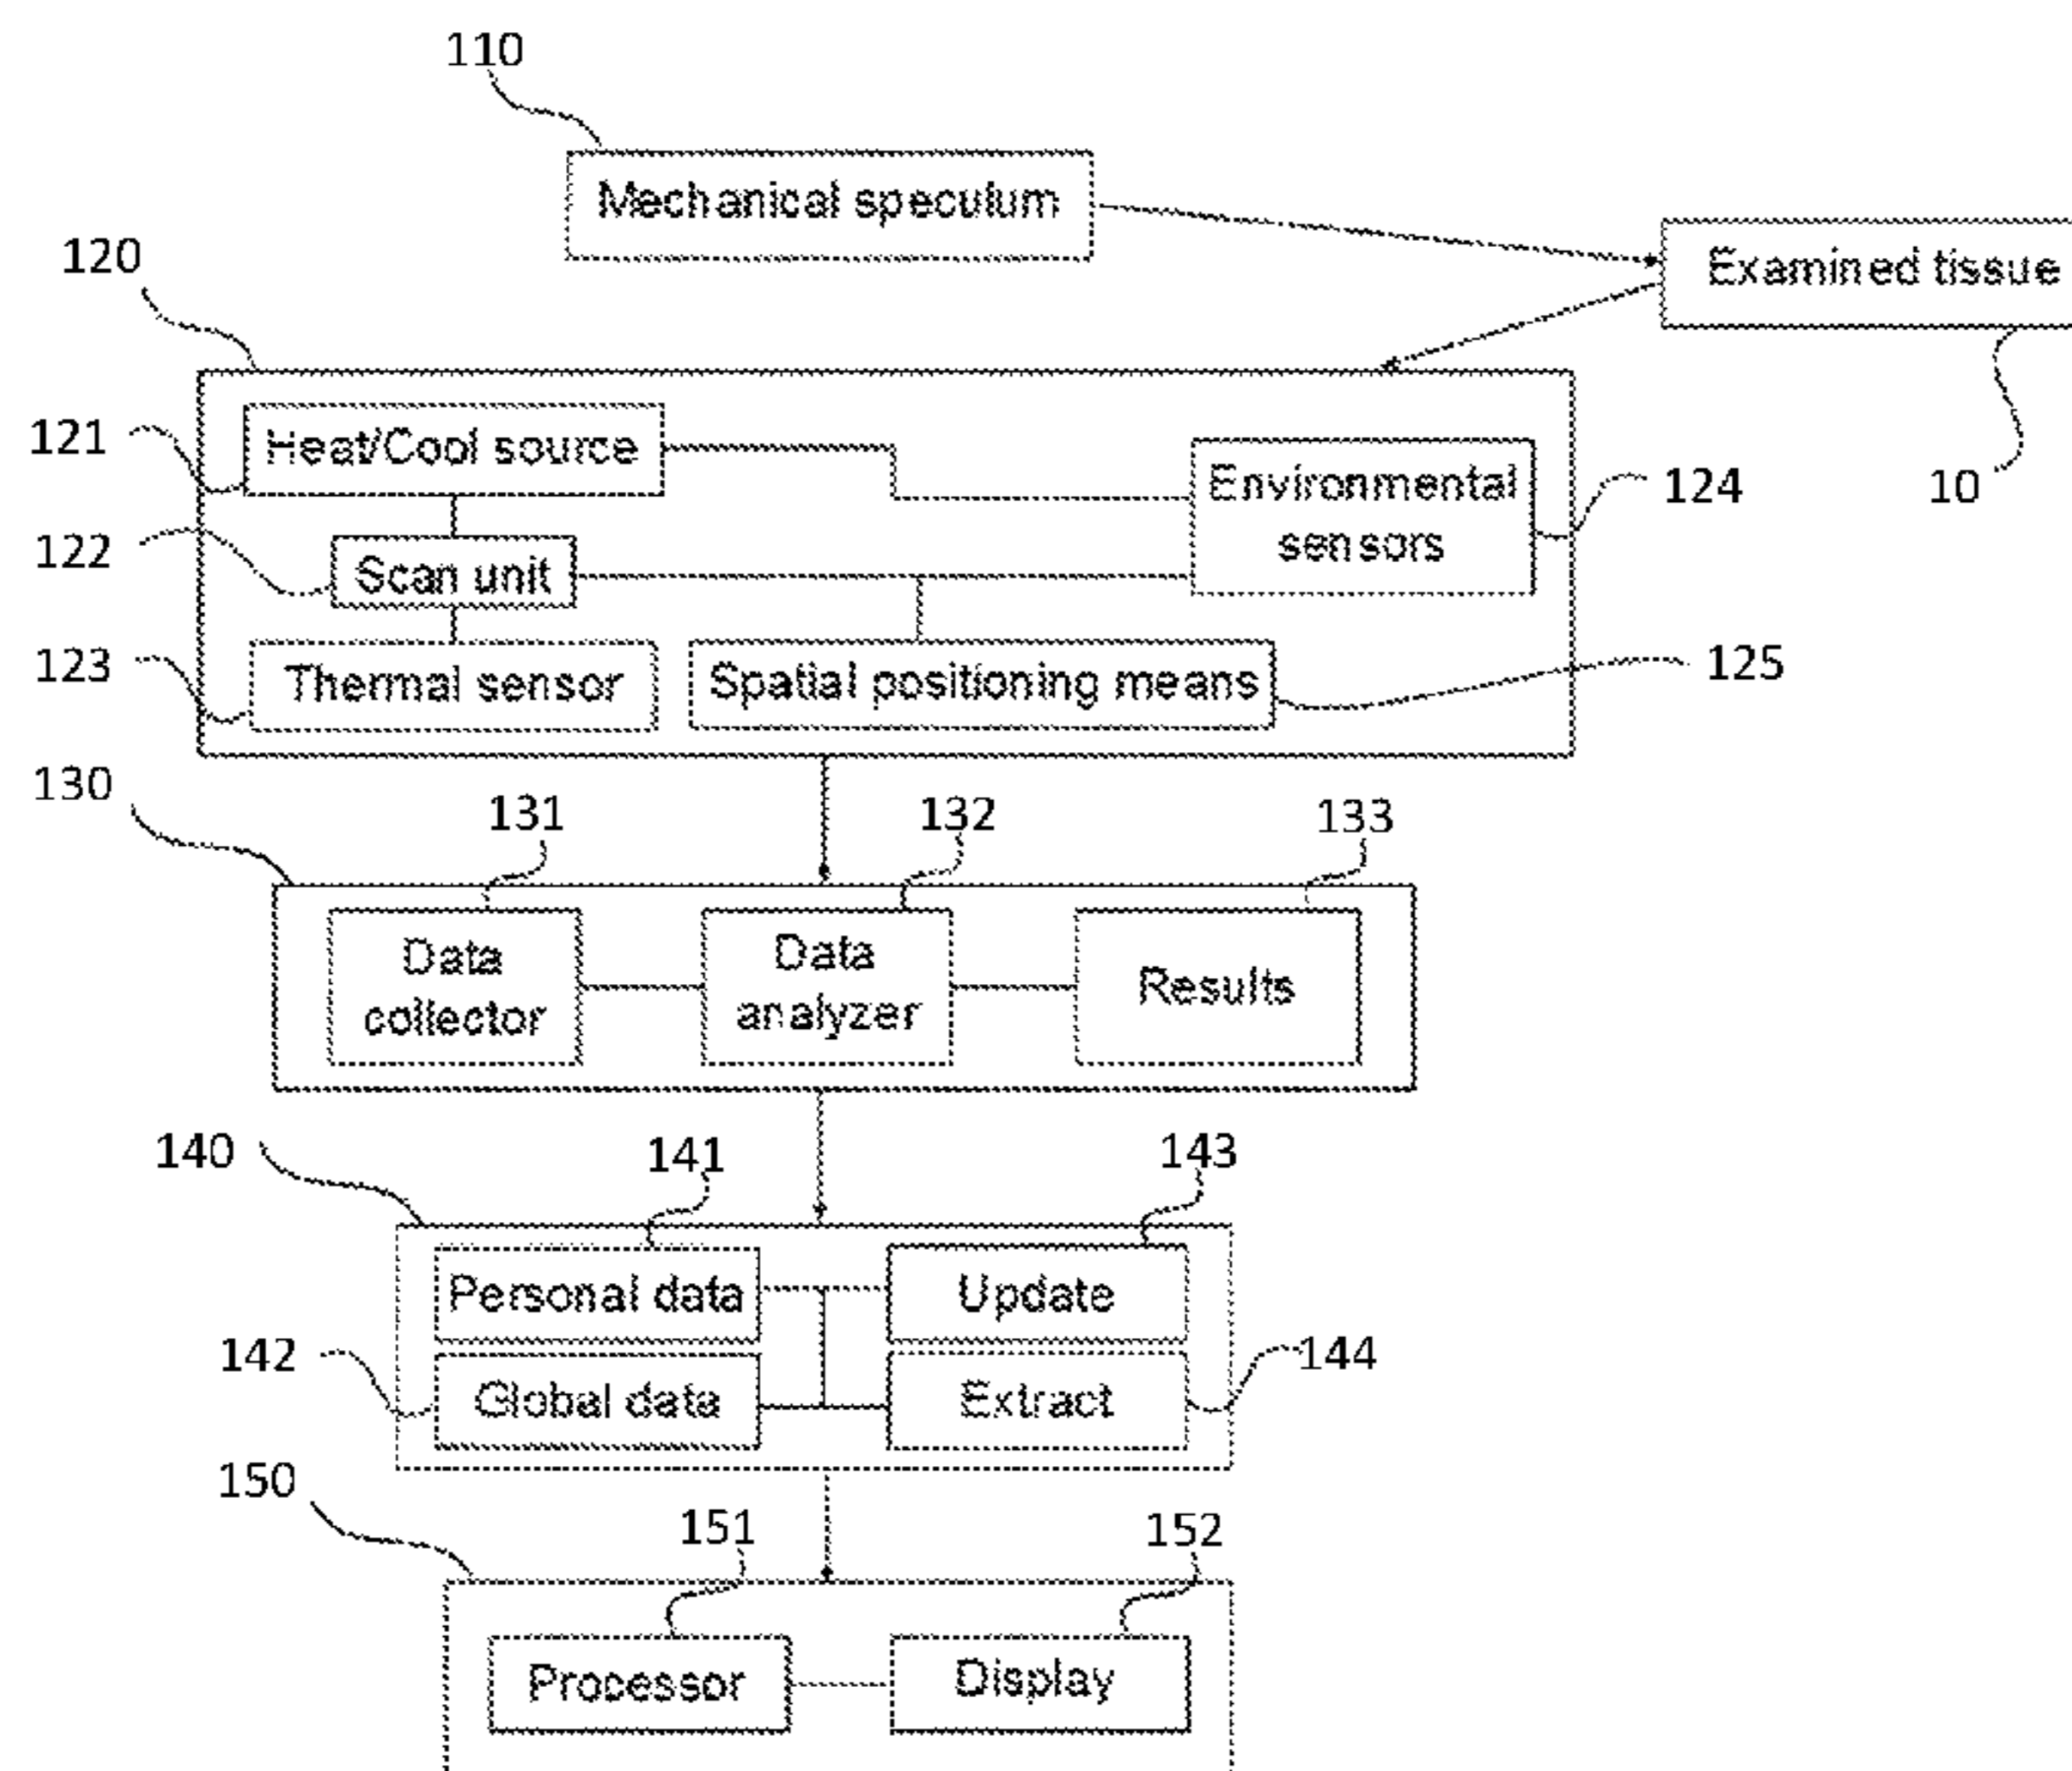 110
Mechanical speculum
120
Examined tissue
10
121
Heat/Cool source
Environmental
sensors
124
122
Scan unit
123
Thermal sensor
Spatial positioning means
125
130
131
132
133
Data
collector
Data
analyzer
Results
140
141
143
Personal data
Update
142
Global data
Extract
144
150
151
152
Processor
Display